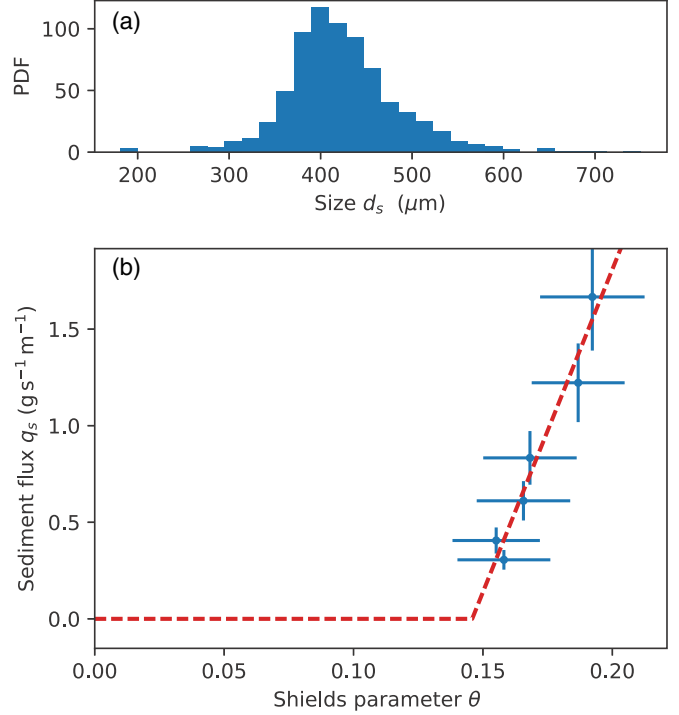 (a)
PDF
100
50
0
200 300 400 500 600 700
Size d_s (μm)
(b)
Sediment flux q_s (g s⁻¹ m⁻¹)
1.5
1.0
0.5
0.0
0.00 0.05 0.10 0.15 0.20
Shields parameter θ